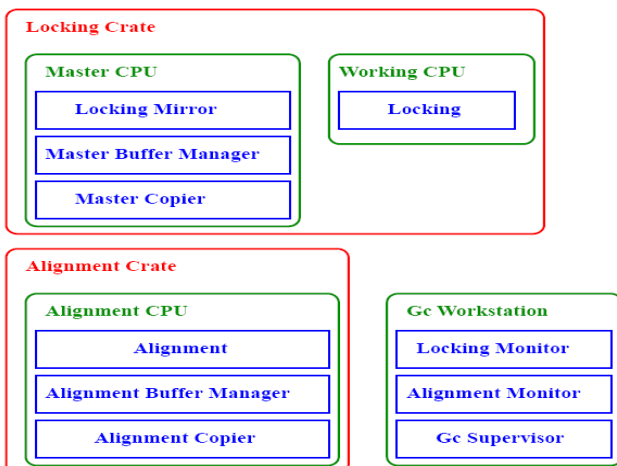 Locking Crate
Master CPU
Locking Mirror
Master Buffer Manager
Master Copier
Working CPU
Locking
Alignment Crate
Alignment CPU
Alignment
Alignment Buffer Manager
Alignment Copier
Gc Workstation
Locking Monitor
Alignment Monitor
Gc Supervisor